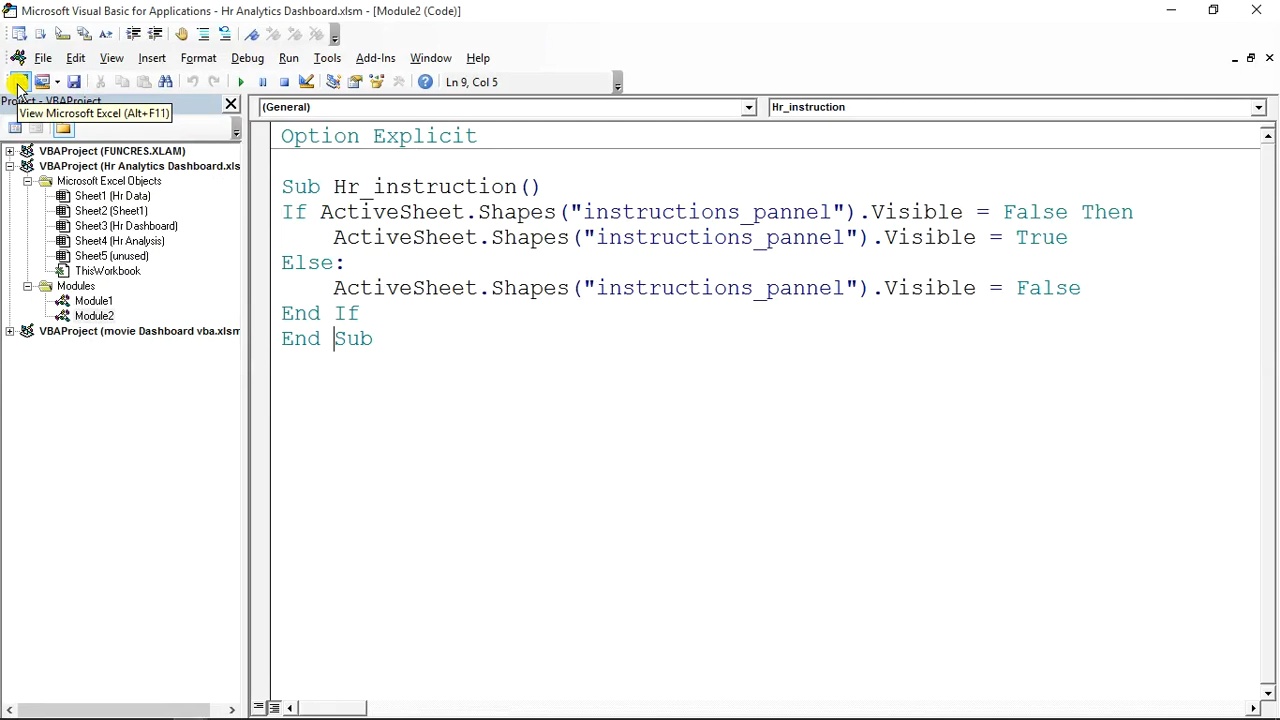 Microsoft Visual Basic for Applications - Hr Analytics Dashboard.xlsm - [Module2 (Code)]
File Edit View Insert Format Debug Run Tools Add-Ins Window Help
Ln 9, Col 5
Project - VBAProject
View Microsoft Excel (Alt+F11)
(General) Hr_instruction
VBAProject (FUNCRES.XLAM)
VBAProject (Hr Analytics Dashboard.xls
Microsoft Excel Objects
Sheet1 (Hr Data)
Sheet2 (Sheet1)
Sheet3 (Hr Dashboard)
Sheet4 (Hr Analysis)
Sheet5 (unused)
ThisWorkbook
Modules
Module1
Module2
VBAProject (movie Dashboard vba.xlsm
Option Explicit
Sub Hr_instruction()
If ActiveSheet.Shapes("instructions_pannel").Visible = False Then
ActiveSheet.Shapes("instructions_pannel").Visible = True
Else:
ActiveSheet.Shapes("instructions_pannel").Visible = False
End If
End Sub